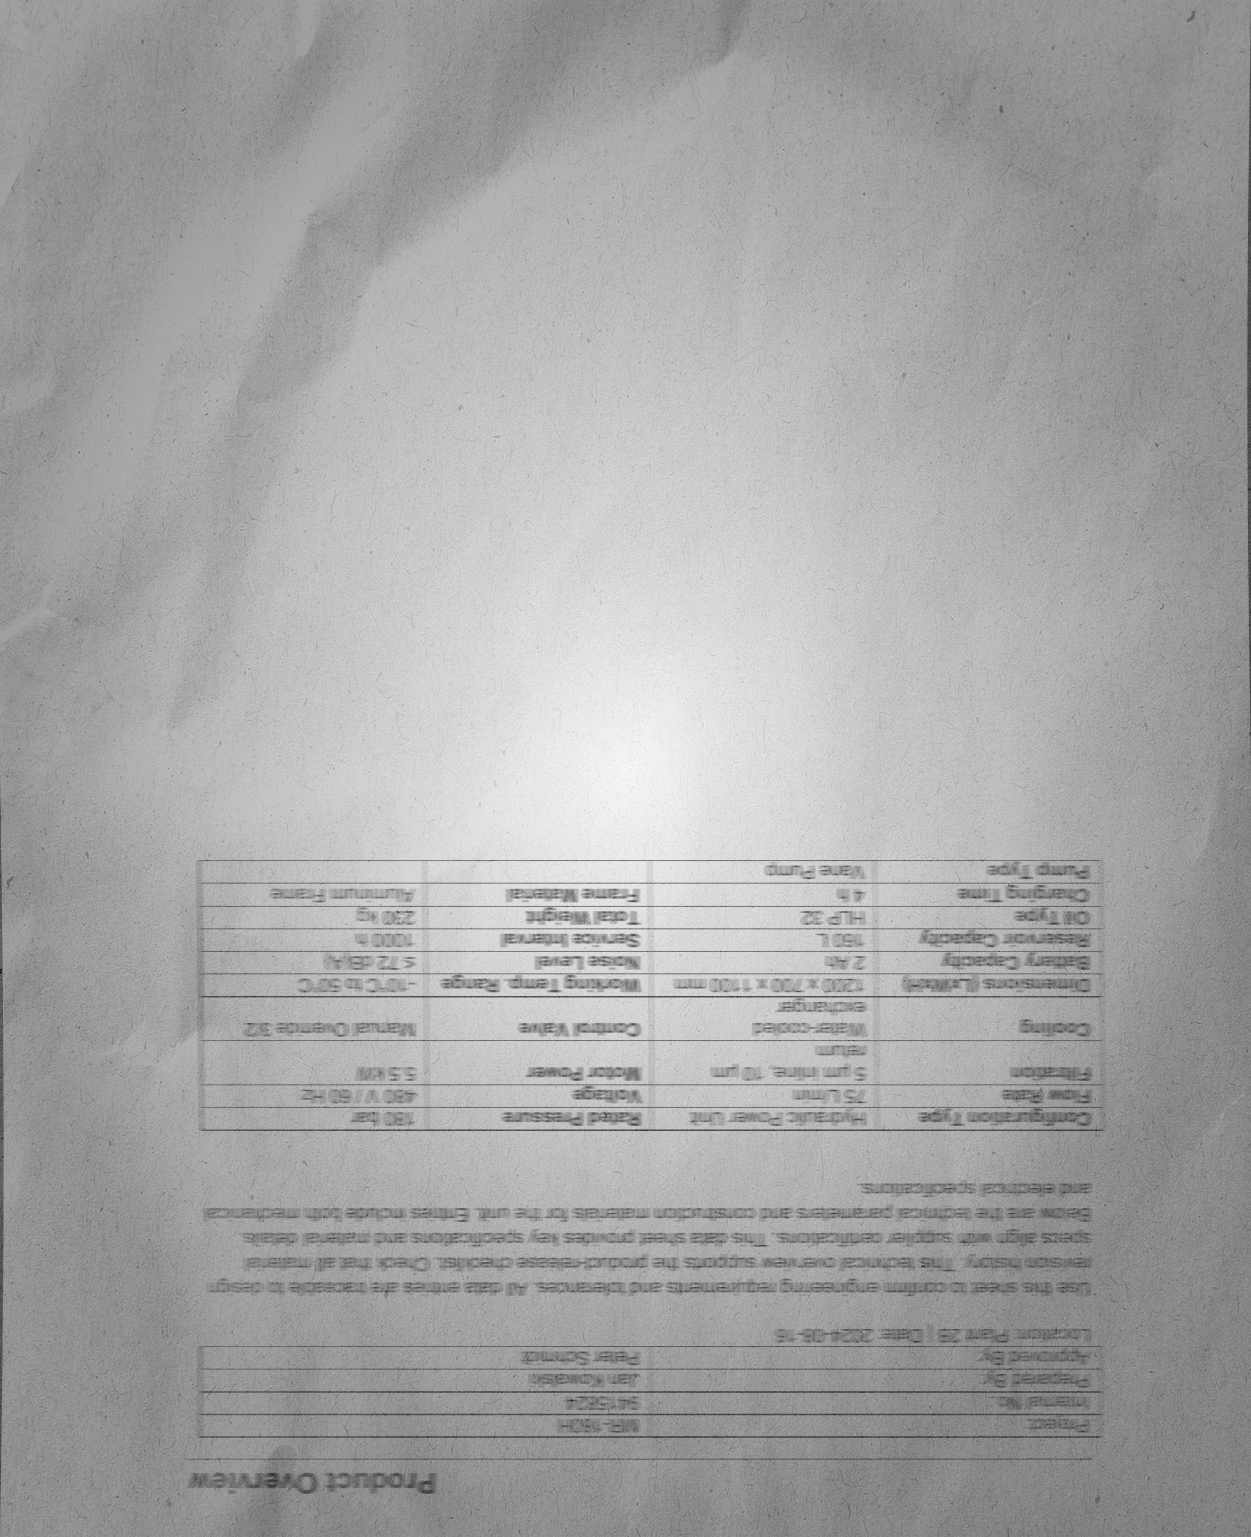 Product Overview
Project: MR-160H
Internal No.: 9415824
Prepared By: Jan Kowalski
Approved By: Peter Schmidt
Location: Plant 2B | Date: 2024-08-16
Use this sheet to confirm engineering requirements and tolerances. All data entries are traceable to design
revision history. This technical overview supports the product-release checklist. Check that all material
specs align with supplier certifications. This data sheet provides key specifications and material details.
Below are the technical parameters and construction materials for the unit. Entries include both mechanical
and electrical specifications.
Configuration Type Hydraulic Power Unit Rated Pressure 180 bar
Flow Rate 75 L/min Voltage 480 V / 60 Hz
Filtration 5 µm inline, 10 µm Motor Power 5.5 kW
return
Cooling Water-cooled Control Valve Manual Override 3/2
exchanger
Dimensions (LxWxH) 1200 x 700 x 1100 mm Working Temp. Range -10°C to 50°C
Battery Capacity 2 Ah Noise Level ≤ 72 dB(A)
Reservoir Capacity 160 L Service Interval 1000 h
Oil Type HLP 32 Total Weight 230 kg
Charging Time 4 h Frame Material Aluminum Frame
Pump Type Vane Pump